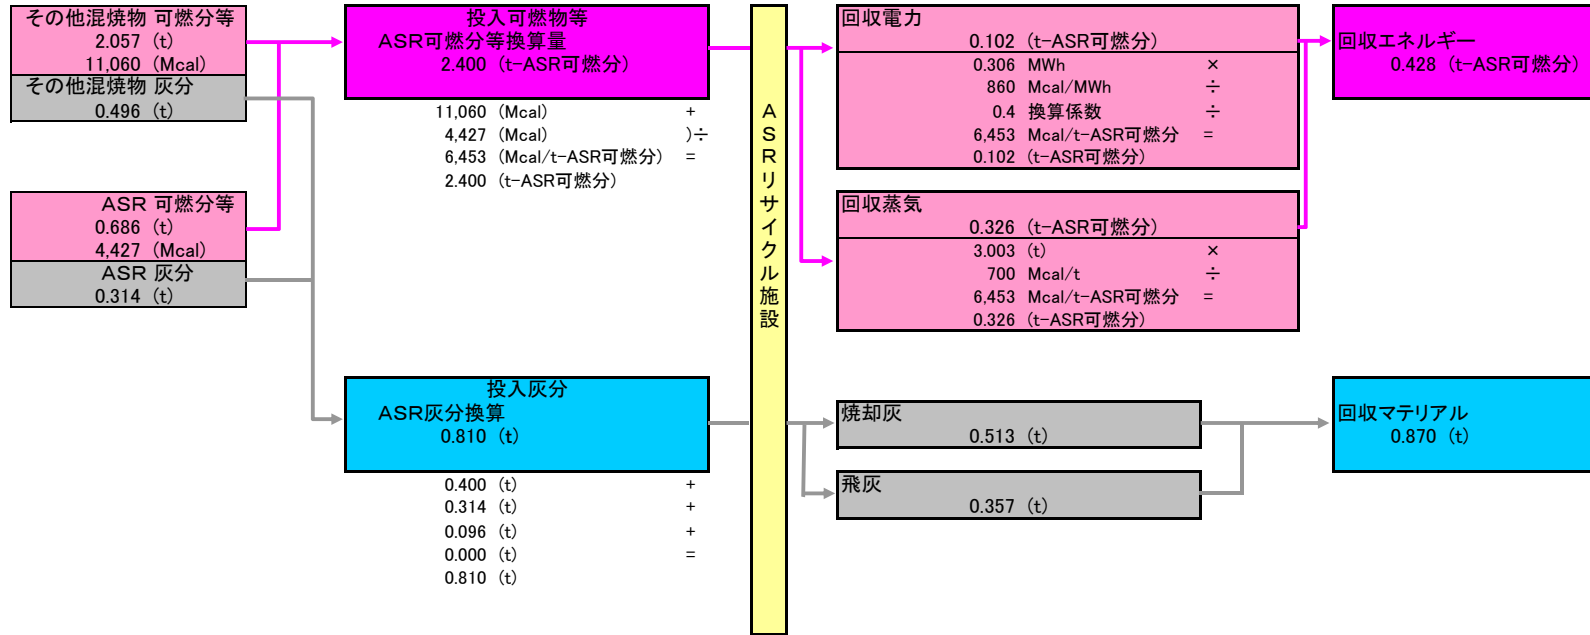 その他混焼物 可燃分等
2.057 (t)
11,060 (Mcal)
その他混焼物 灰分
0.496 (t)
ASR 可燃分等
0.686 (t)
4,427 (Mcal)
ASR 灰分
0.314 (t)
投入可燃物等
ASR可燃分等換算量
2.400 (t-ASR可燃分)
11,060 (Mcal) +
4,427 (Mcal) )÷
6,453 (Mcal/t-ASR可燃分) =
2.400 (t-ASR可燃分)
投入灰分
ASR灰分換算
0.810 (t)
0.400 (t) +
0.314 (t) +
0.096 (t) +
0.000 (t) =
0.810 (t)
ASRリサイクル施設
回収電力
0.102 (t-ASR可燃分)
0.306 MWh ×
860 Mcal/MWh ÷
0.4 換算係数 ÷
6,453 Mcal/t-ASR可燃分 =
0.102 (t-ASR可燃分)
回収蒸気
0.326 (t-ASR可燃分)
3.003 (t) ×
700 Mcal/t ÷
6,453 Mcal/t-ASR可燃分 =
0.326 (t-ASR可燃分)
焼却灰
0.513 (t)
飛灰
0.357 (t)
回収エネルギー
0.428 (t-ASR可燃分)
回収マテリアル
0.870 (t)